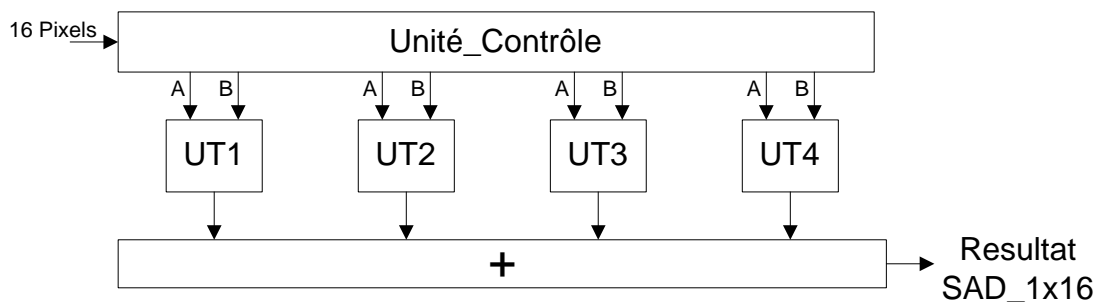 16 Pixels
Unité_Contrôle
A B A B A B A B
UT1 UT2 UT3 UT4
+
Resultat
SAD_1x16